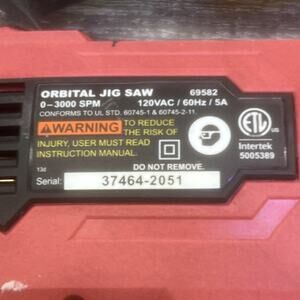 ORBITAL JIG SAW 69582
0-3000 SPM 120VAC / 60Hz / 5A
CONFORMS TO UL STD. 60745-1 & 60745-2-11
WARNING TO REDUCE
THE RISK OF
INJURY, USER MUST READ
INSTRUCTION MANUAL.
ETL
Intertek
5005389
13d
DO NOT REMOVE.
Serial: 37464-2051